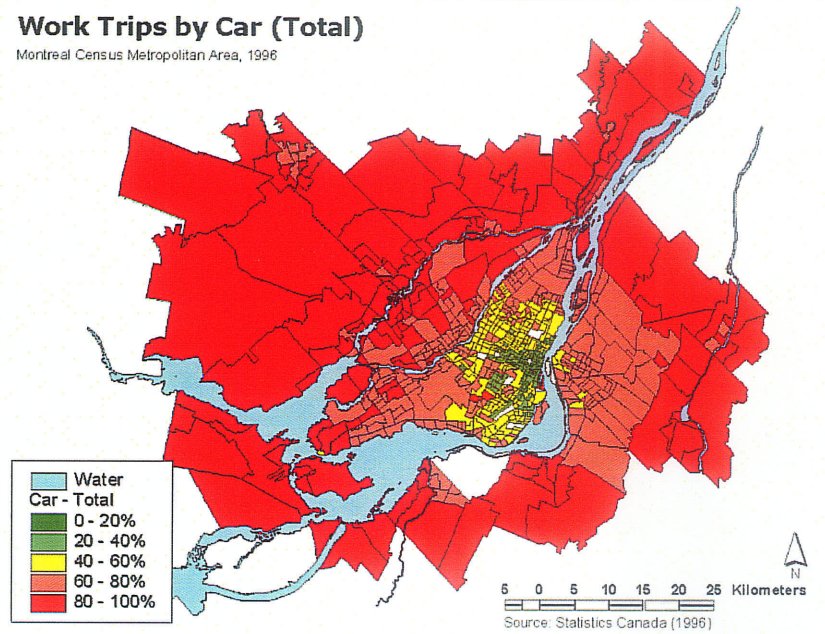 Work Trips by Car (Total)
Montreal Census Metropolitan Area, 1996
Water
Car - Total
0 - 20%
20 - 40%
40 - 60%
60 - 80%
80 - 100%
N
5 0 5 10 15 20 25 Kilometers
Source: Statistics Canada (1996)